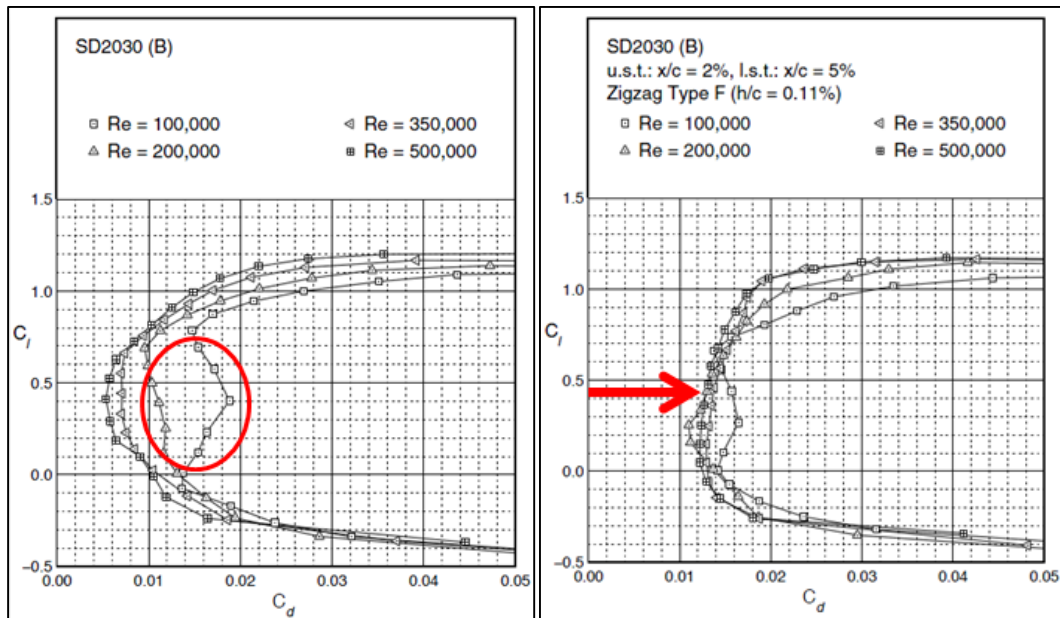 SD2030 (B)
Re = 100,000
Re = 350,000
Re = 200,000
Re = 500,000
1.5
1.0
Cl
0.5
0.0
−0.5
0.00
0.01
0.02
0.03
0.04
0.05
Cd
SD2030 (B)
u.s.t.: x/c = 2%, l.s.t.: x/c = 5%
Zigzag Type F (h/c = 0.11%)
Re = 100,000
Re = 350,000
Re = 200,000
Re = 500,000
1.5
1.0
Cl
0.5
0.0
−0.5
0.00
0.01
0.02
0.03
0.04
0.05
Cd